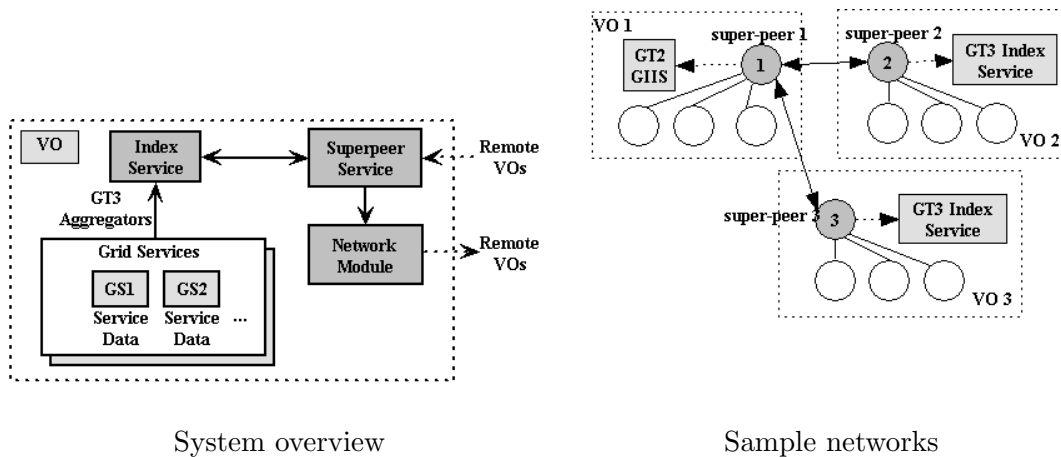 VO
Index
Service
Superpeer
Service
Remote
VOs
GT3
Aggregators
Network
Module
Remote
VOs
Grid Services
GS1
GS2
Service
Data
Service
Data
...
System overview
VO 1
super-peer 1
GT2
GIIS
1
super-peer 2
2
GT3 Index
Service
VO 2
super-peer 3
3
GT3 Index
Service
VO 3
Sample networks